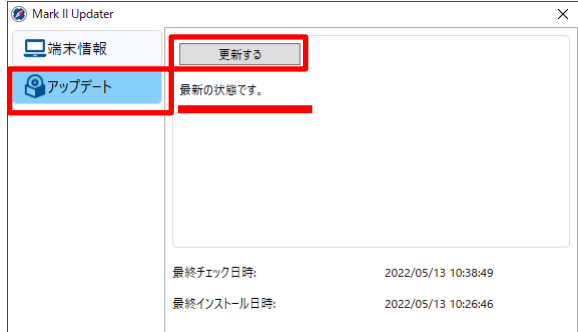 Mark II Updater
端末情報
アップデート
更新する
最新の状態です。
最終チェック日時: 2022/05/13 10:38:49
最終インストール日時: 2022/05/13 10:26:46